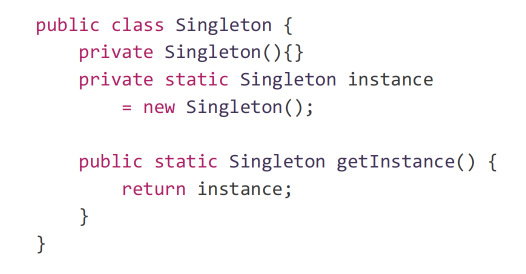 public class Singleton {
    private Singleton(){}
    private static Singleton instance
        = new Singleton();

    public static Singleton getInstance() {
        return instance;
    }
}